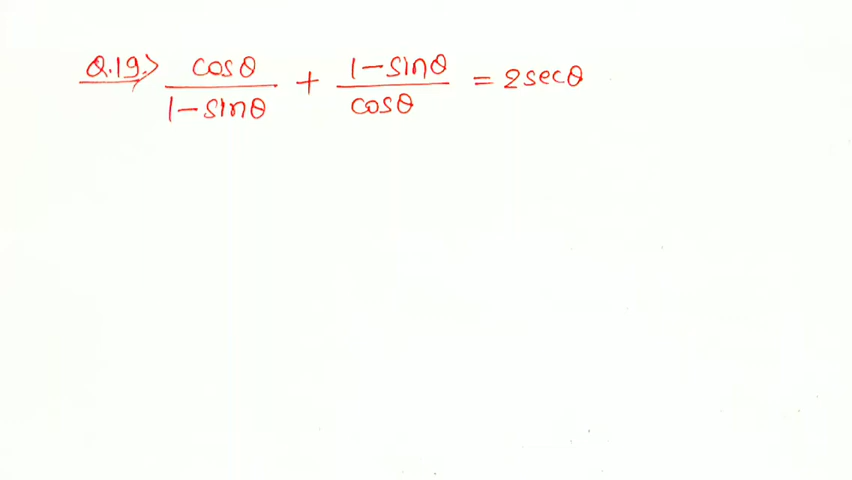 Q.19.> cosθ/1-sinθ + 1-sinθ/cosθ = 2secθ